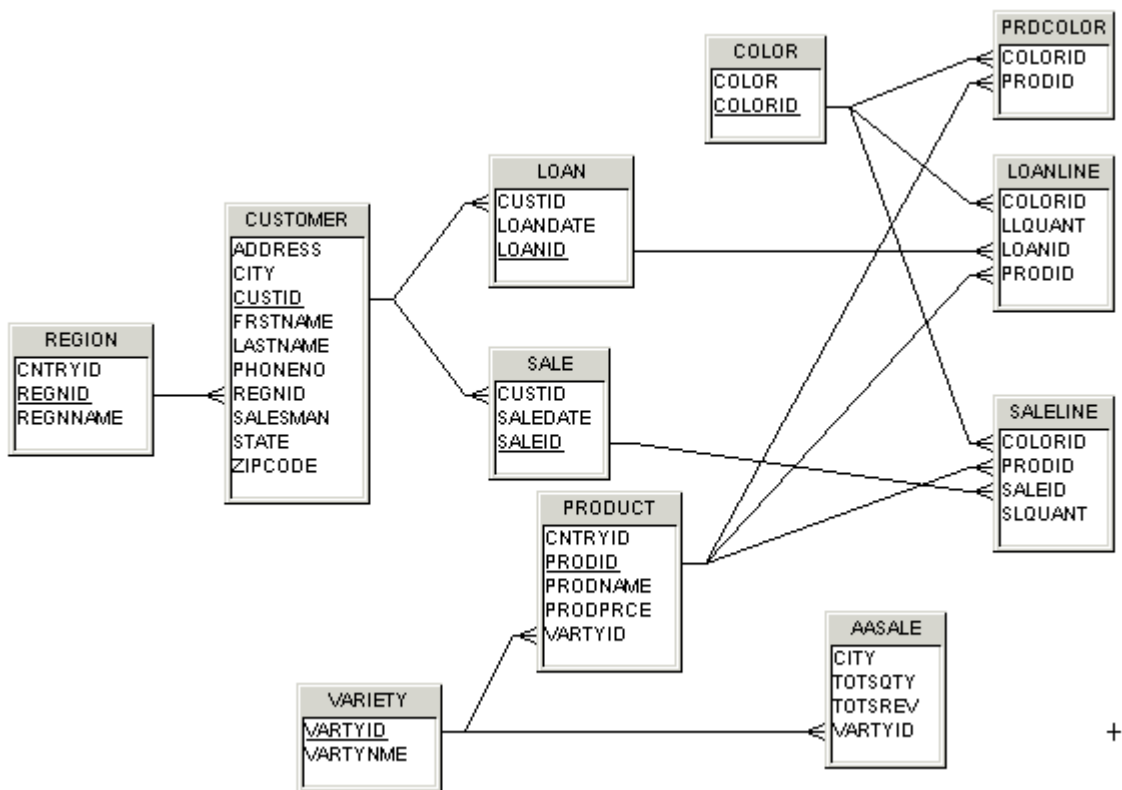 PRDCOLOR
COLORID
PRODID
COLOR
COLOR
COLORID
LOAN
CUSTID
LOANDATE
LOANID
LOANLINE
COLORID
LLQUANT
LOANID
PRODID
CUSTOMER
ADDRESS
CITY
CUSTID
FRSTNAME
LASTNAME
PHONENO
REGNID
SALESMAN
STATE
ZIPCODE
REGION
CNTRYID
REGNID
REGNNAME
SALE
CUSTID
SALEDATE
SALEID
SALELINE
COLORID
PRODID
SALEID
SLQUANT
PRODUCT
CNTRYID
PRODID
PRODNAME
PRODPRCE
VARTYID
AASALE
CITY
TOTSQTY
TOTSREV
VARTYID
VARIETY
VARTYID
VARTYNME
+